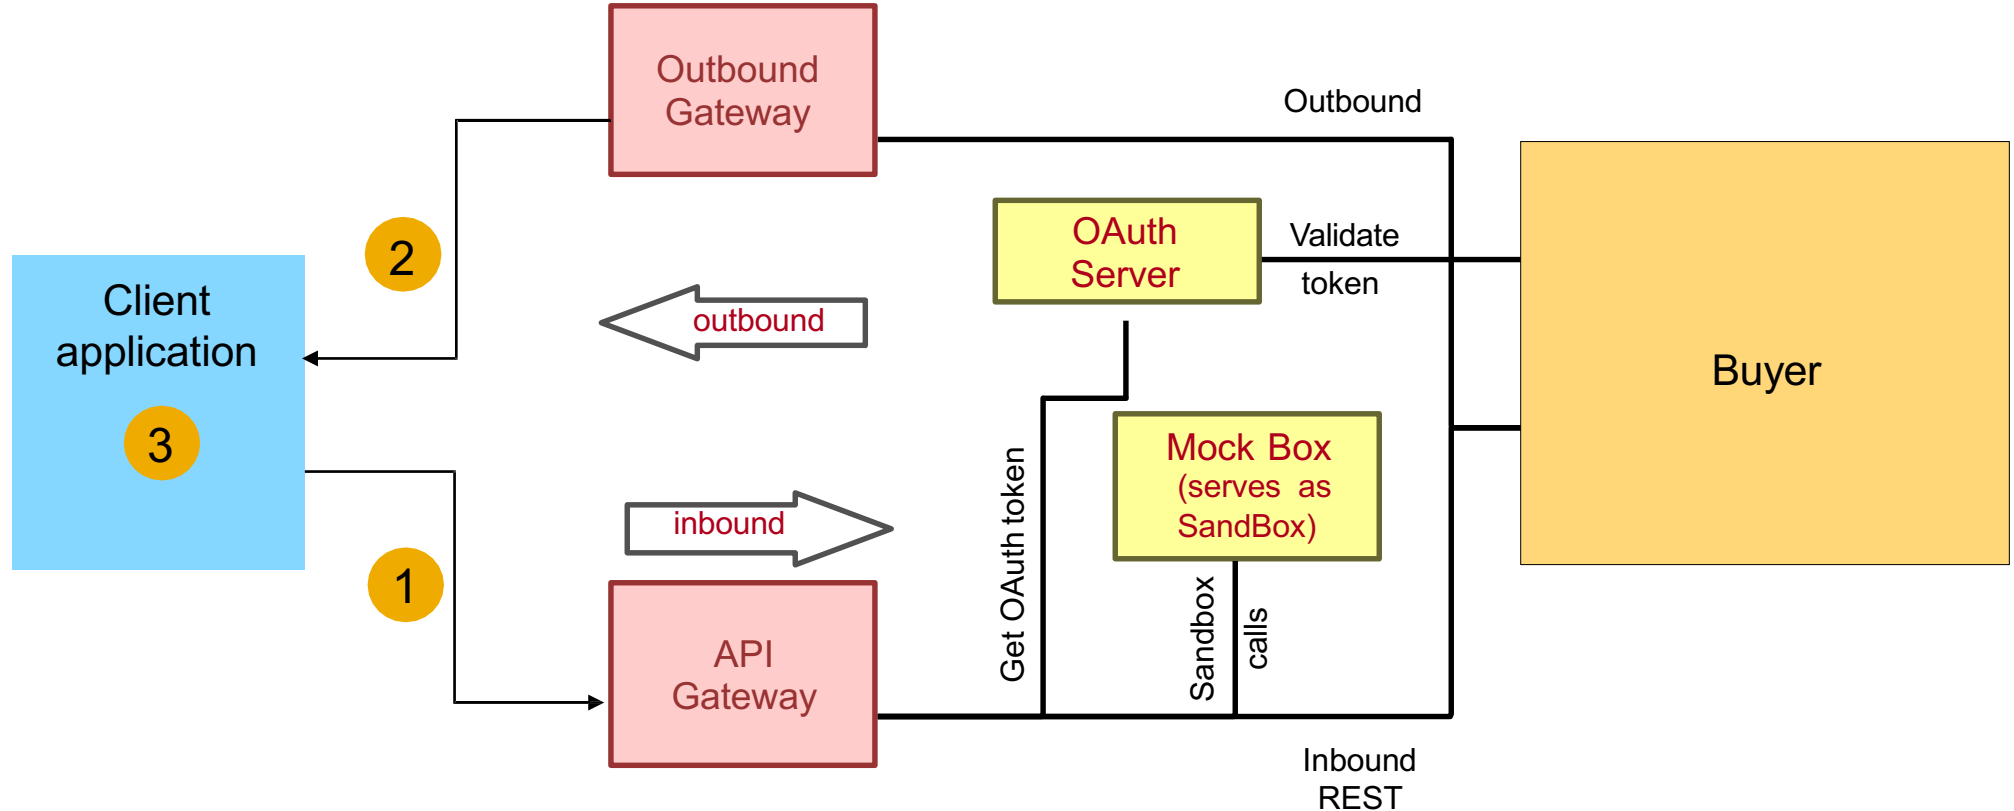 Outbound
Gateway
Outbound
OAuth
Server
Validate
token
2
Client
application
3
outbound
Buyer
Mock Box
(serves as
SandBox)
inbound
Get OAuth token
Sandbox
calls
1
API
Gateway
Inbound
REST